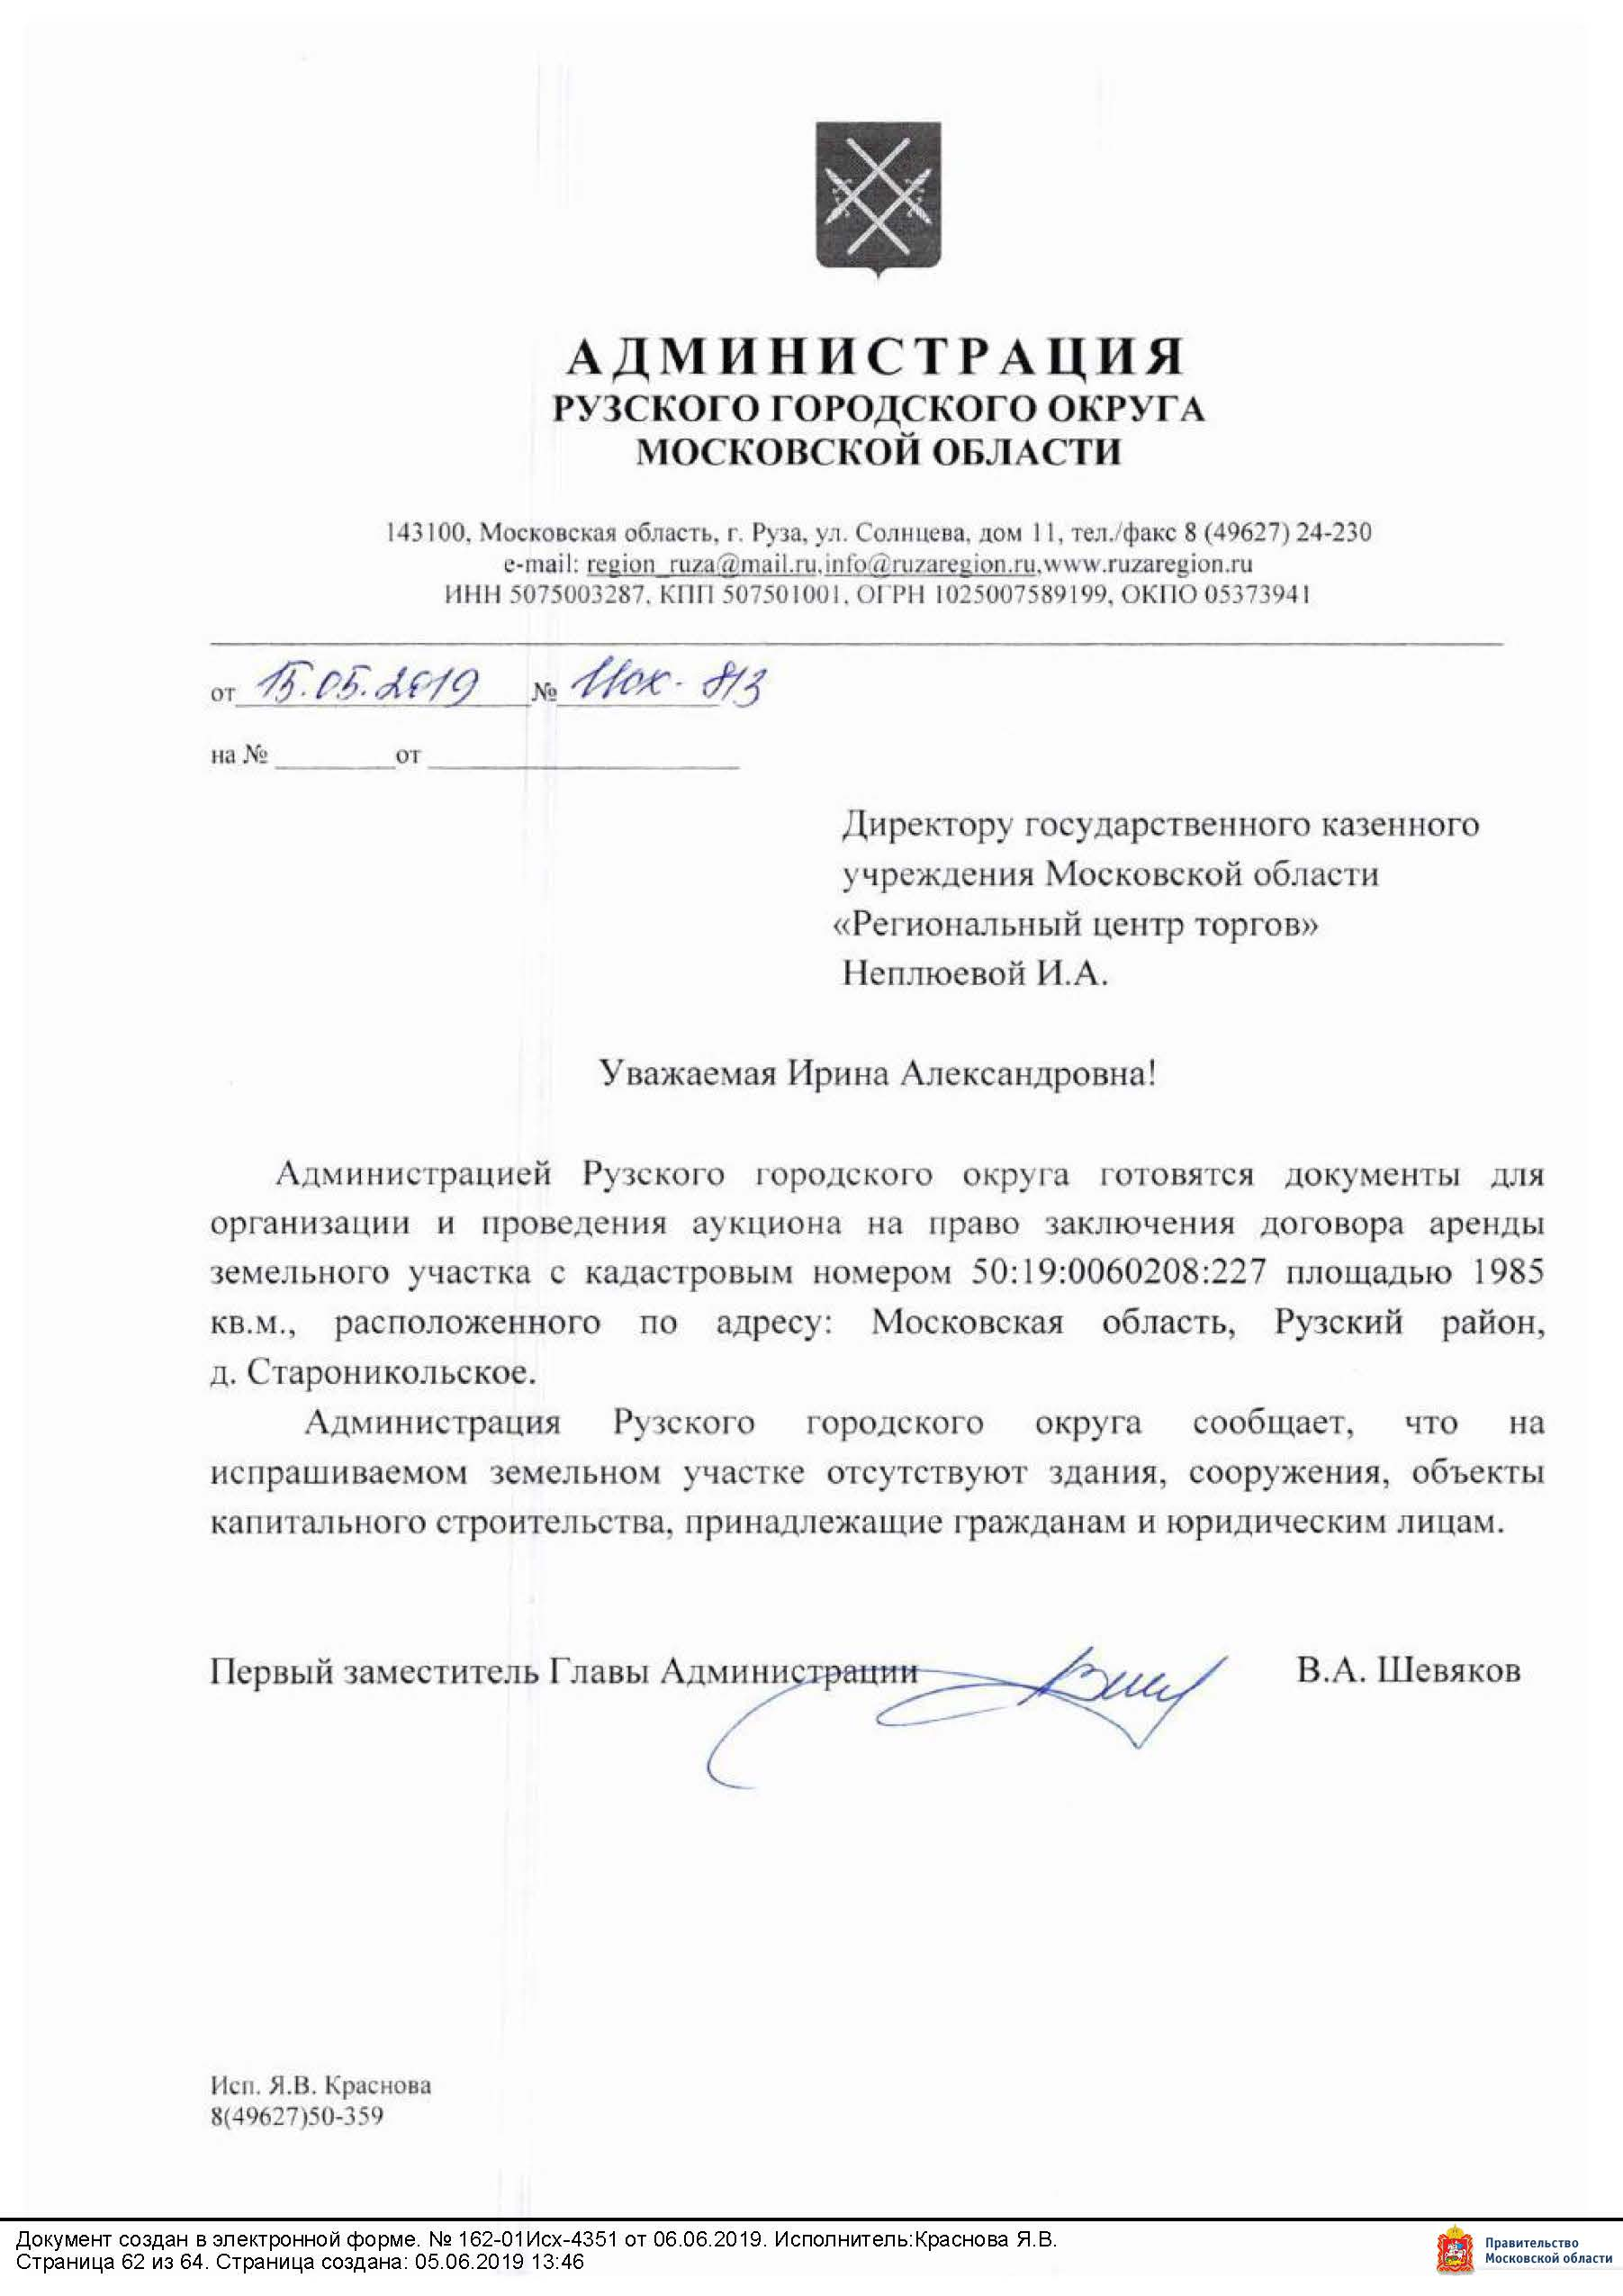 АДМИНИСТРАЦИЯ
РУЗСКОГО ГОРОДСКОГО ОКРУГА
МОСКОВСКОЙ ОБЛАСТИ
143100, Московская область, г. Руза, ул. Солнцева, дом 11, тел./факс 8 (49627) 24-230
e-mail: region_ruza@mail.ru,info@ruzaregion.ru,www.ruzaregion.ru
ИНН 5075003287, КПП 507501001, ОГРН 1025007589199, ОКПО 05373941
от 15.05.2019 № Исх- 813
на № ________ от ________
Директору государственного казенного
учреждения Московской области
«Региональный центр торгов»
Неплюевой И.А.
Уважаемая Ирина Александровна!
Администрацией Рузского городского округа готовятся документы для
организации и проведения аукциона на право заключения договора аренды
земельного участка с кадастровым номером 50:19:0060208:227 площадью 1985
кв.м., расположенного по адресу: Московская область, Рузский район,
д. Староникольское.
Администрация Рузского городского округа сообщает, что на
испрашиваемом земельном участке отсутствуют здания, сооружения, объекты
капитального строительства, принадлежащие гражданам и юридическим лицам.
Первый заместитель Главы Администрации В.А. Шевяков
Исп. Я.В. Краснова
8(49627)50-359
Документ создан в электронной форме. № 162-01Исх-4351 от 06.06.2019. Исполнитель:Краснова Я.В.
Страница 62 из 64. Страница создана: 05.06.2019 13:46
Правительство
Московской области